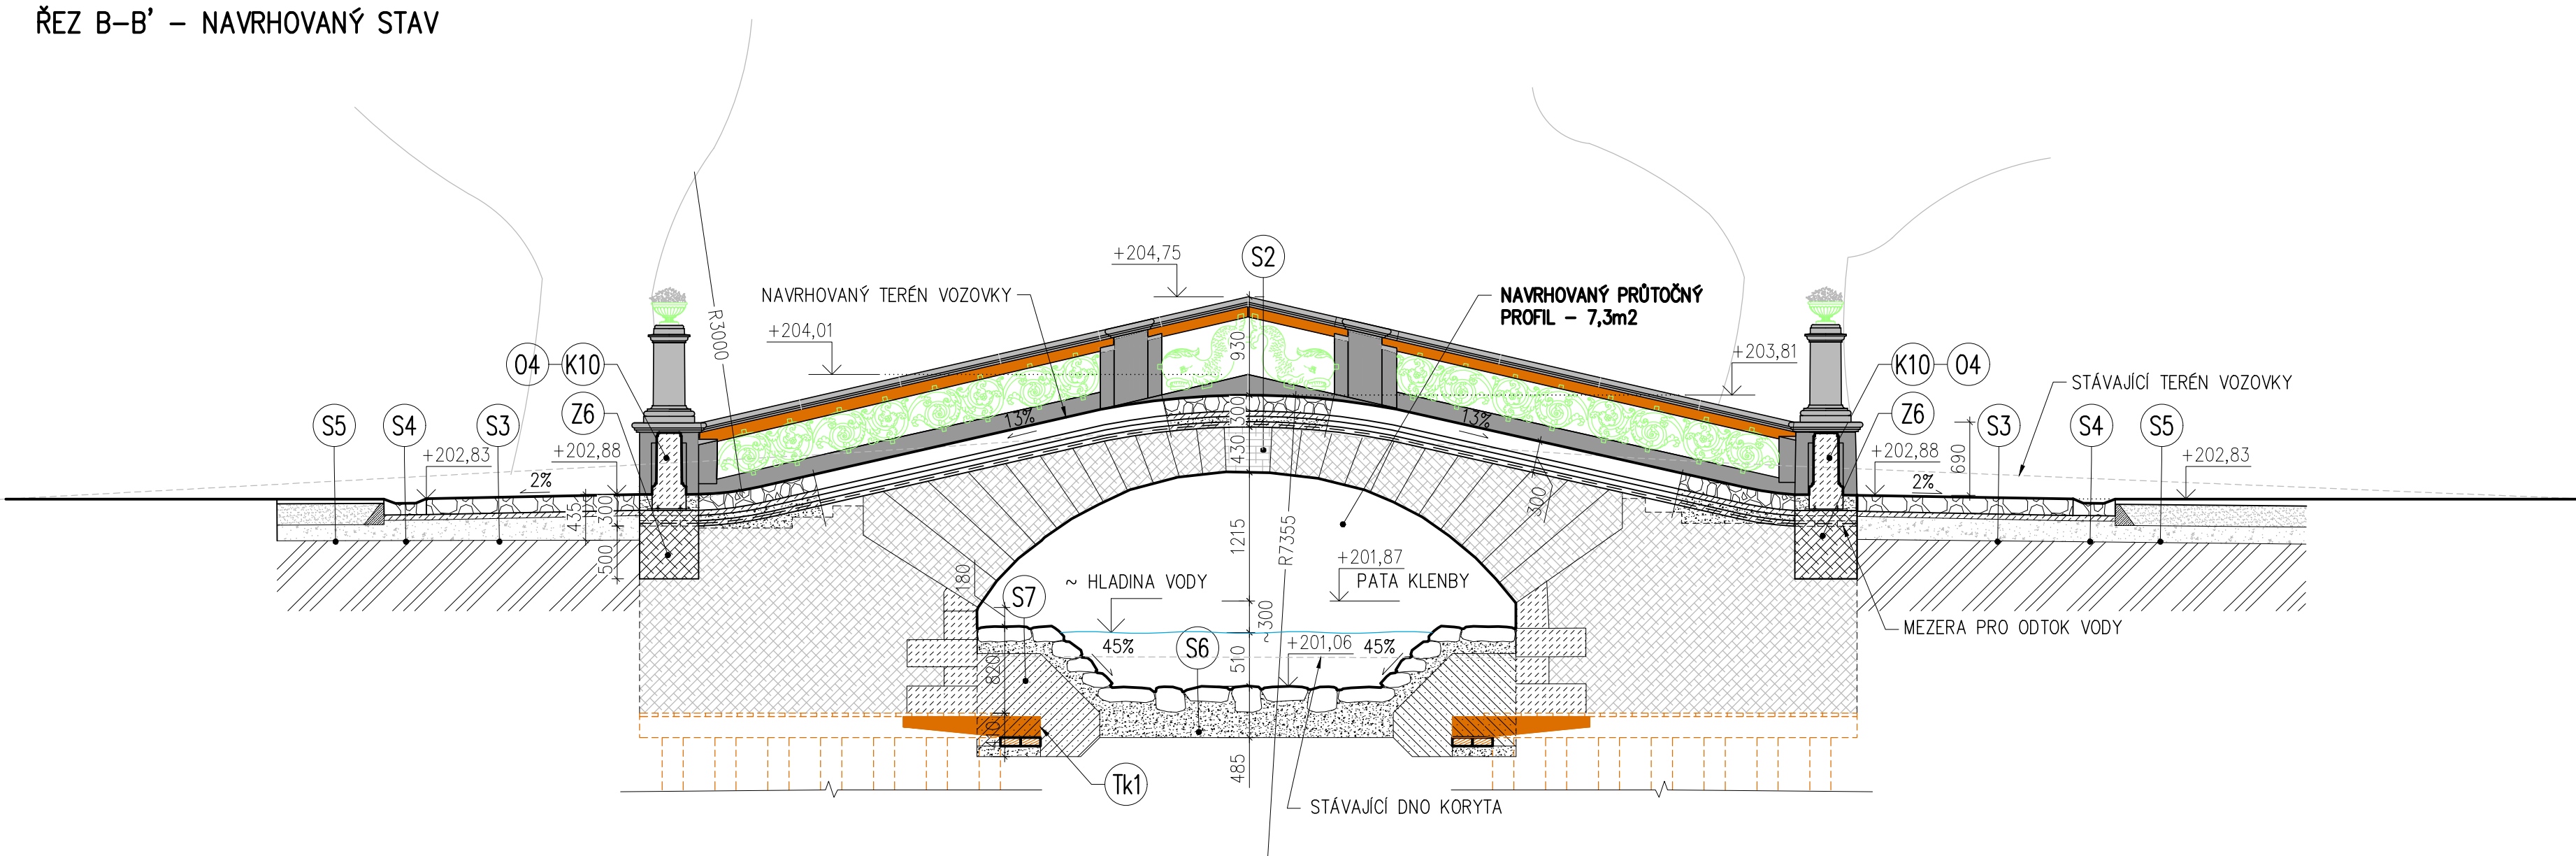 ŘEZ B-B' - NAVRHOVANÝ STAV
+204,75
S2
NAVRHOVANÝ TERÉN VOZOVKY
NAVRHOVANÝ PRŮTOČNÝ
PROFIL - 7,3m2
R3000
+204,01
930
+203,81
O4
K10
K10
O4
STÁVAJÍCÍ TERÉN VOZOVKY
Z6
Z6
S5
S4
S3
13%
300
13%
S3
S4
S5
+202,83
+202,88
430
+202,88
690
+202,83
2%
2%
435
300
300
500
1215
R7355
+201,87
PATA KLENBY
180
~ HLADINA VODY
S7
~ 300
MEZERA PRO ODTOK VODY
45%
S6
510
+201,06
45%
820
410
485
Tk1
STÁVAJÍCÍ DNO KORYTA